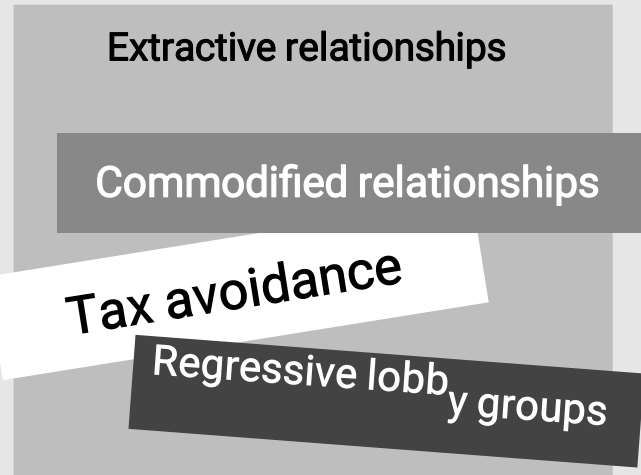 Extractive relationships
Commodified relationships
Tax avoidance
Regressive lobby groups